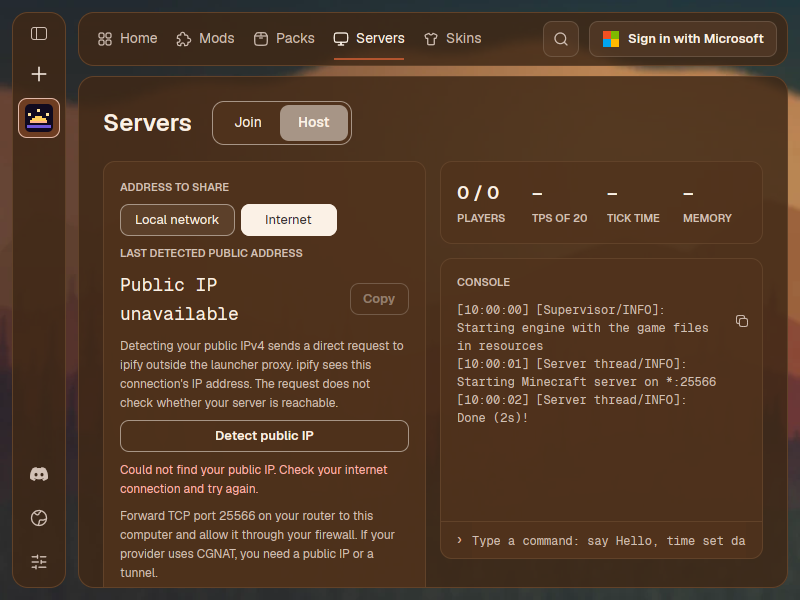 Home
Mods
Packs
Servers
Skins
Sign in with Microsoft
Servers
Join
Host
ADDRESS TO SHARE
Local network
Internet
LAST DETECTED PUBLIC ADDRESS
Public IP
unavailable
Copy
Detecting your public IPv4 sends a direct request to
ipify outside the launcher proxy. ipify sees this
connection's IP address. The request does not
check whether your server is reachable.
Detect public IP
Could not find your public IP. Check your internet
connection and try again.
Forward TCP port 25566 on your router to this
computer and allow it through your firewall. If your
provider uses CGNAT, you need a public IP or a
tunnel.
0 / 0
PLAYERS
–
TPS OF 20
–
TICK TIME
–
MEMORY
CONSOLE
[10:00:00] [Supervisor/INFO]:
Starting engine with the game files
in resources
[10:00:01] [Server thread/INFO]:
Starting Minecraft server on *:25566
[10:00:02] [Server thread/INFO]:
Done (2s)!
› Type a command: say Hello, time set da